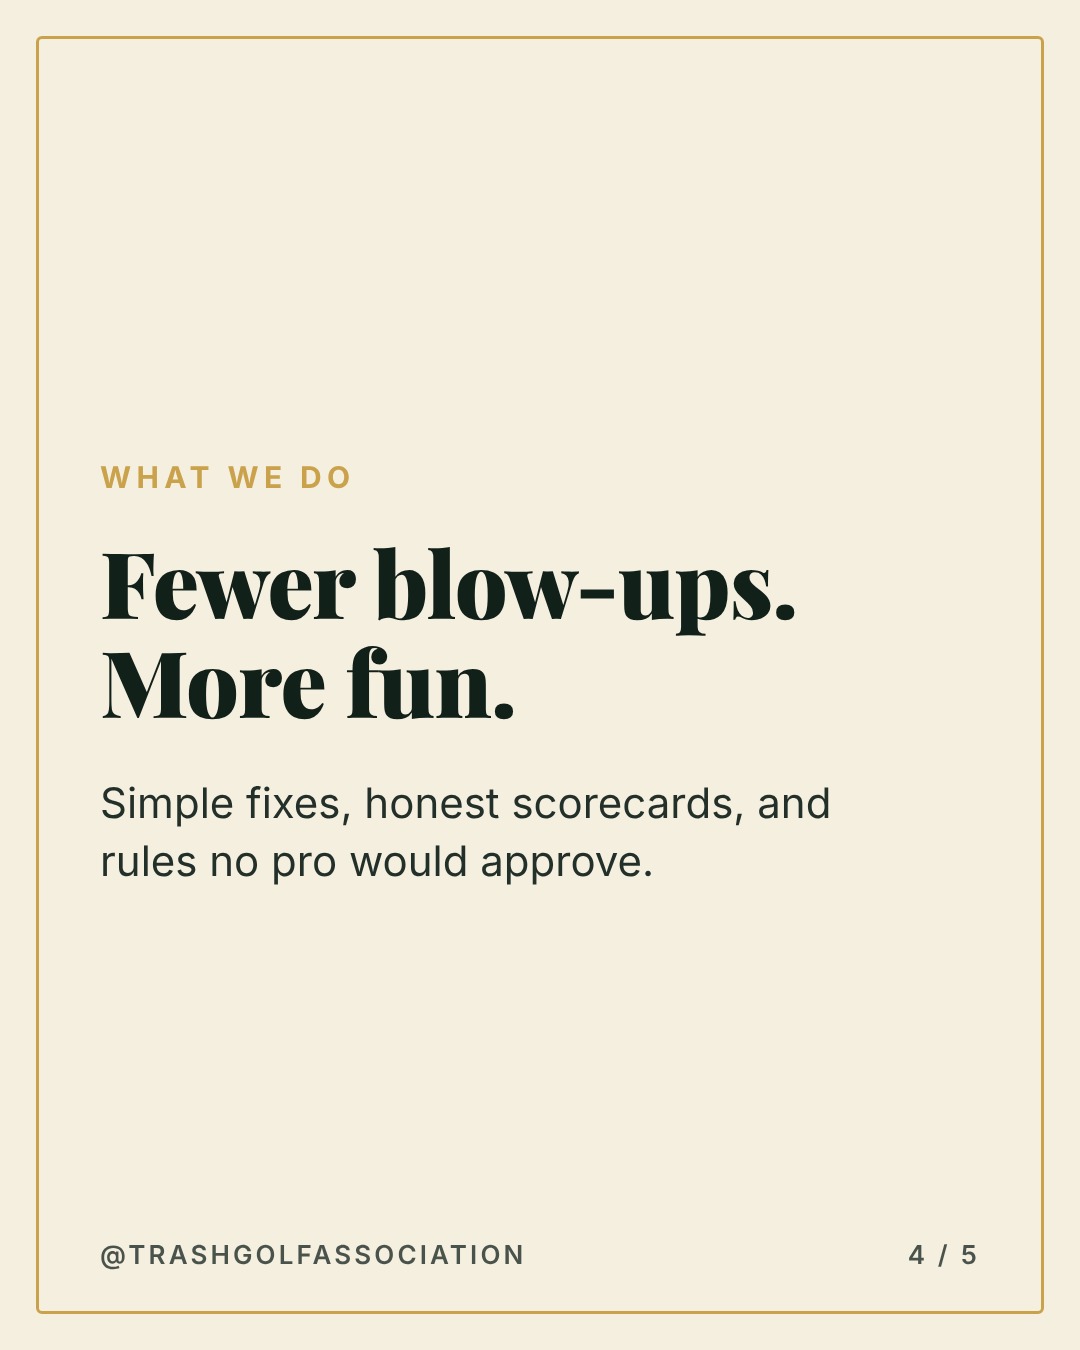 WHAT WE DO
Fewer blow-ups.
More fun.
Simple fixes, honest scorecards, and
rules no pro would approve.
@TRASHGOLFASSOCIATION
4 / 5